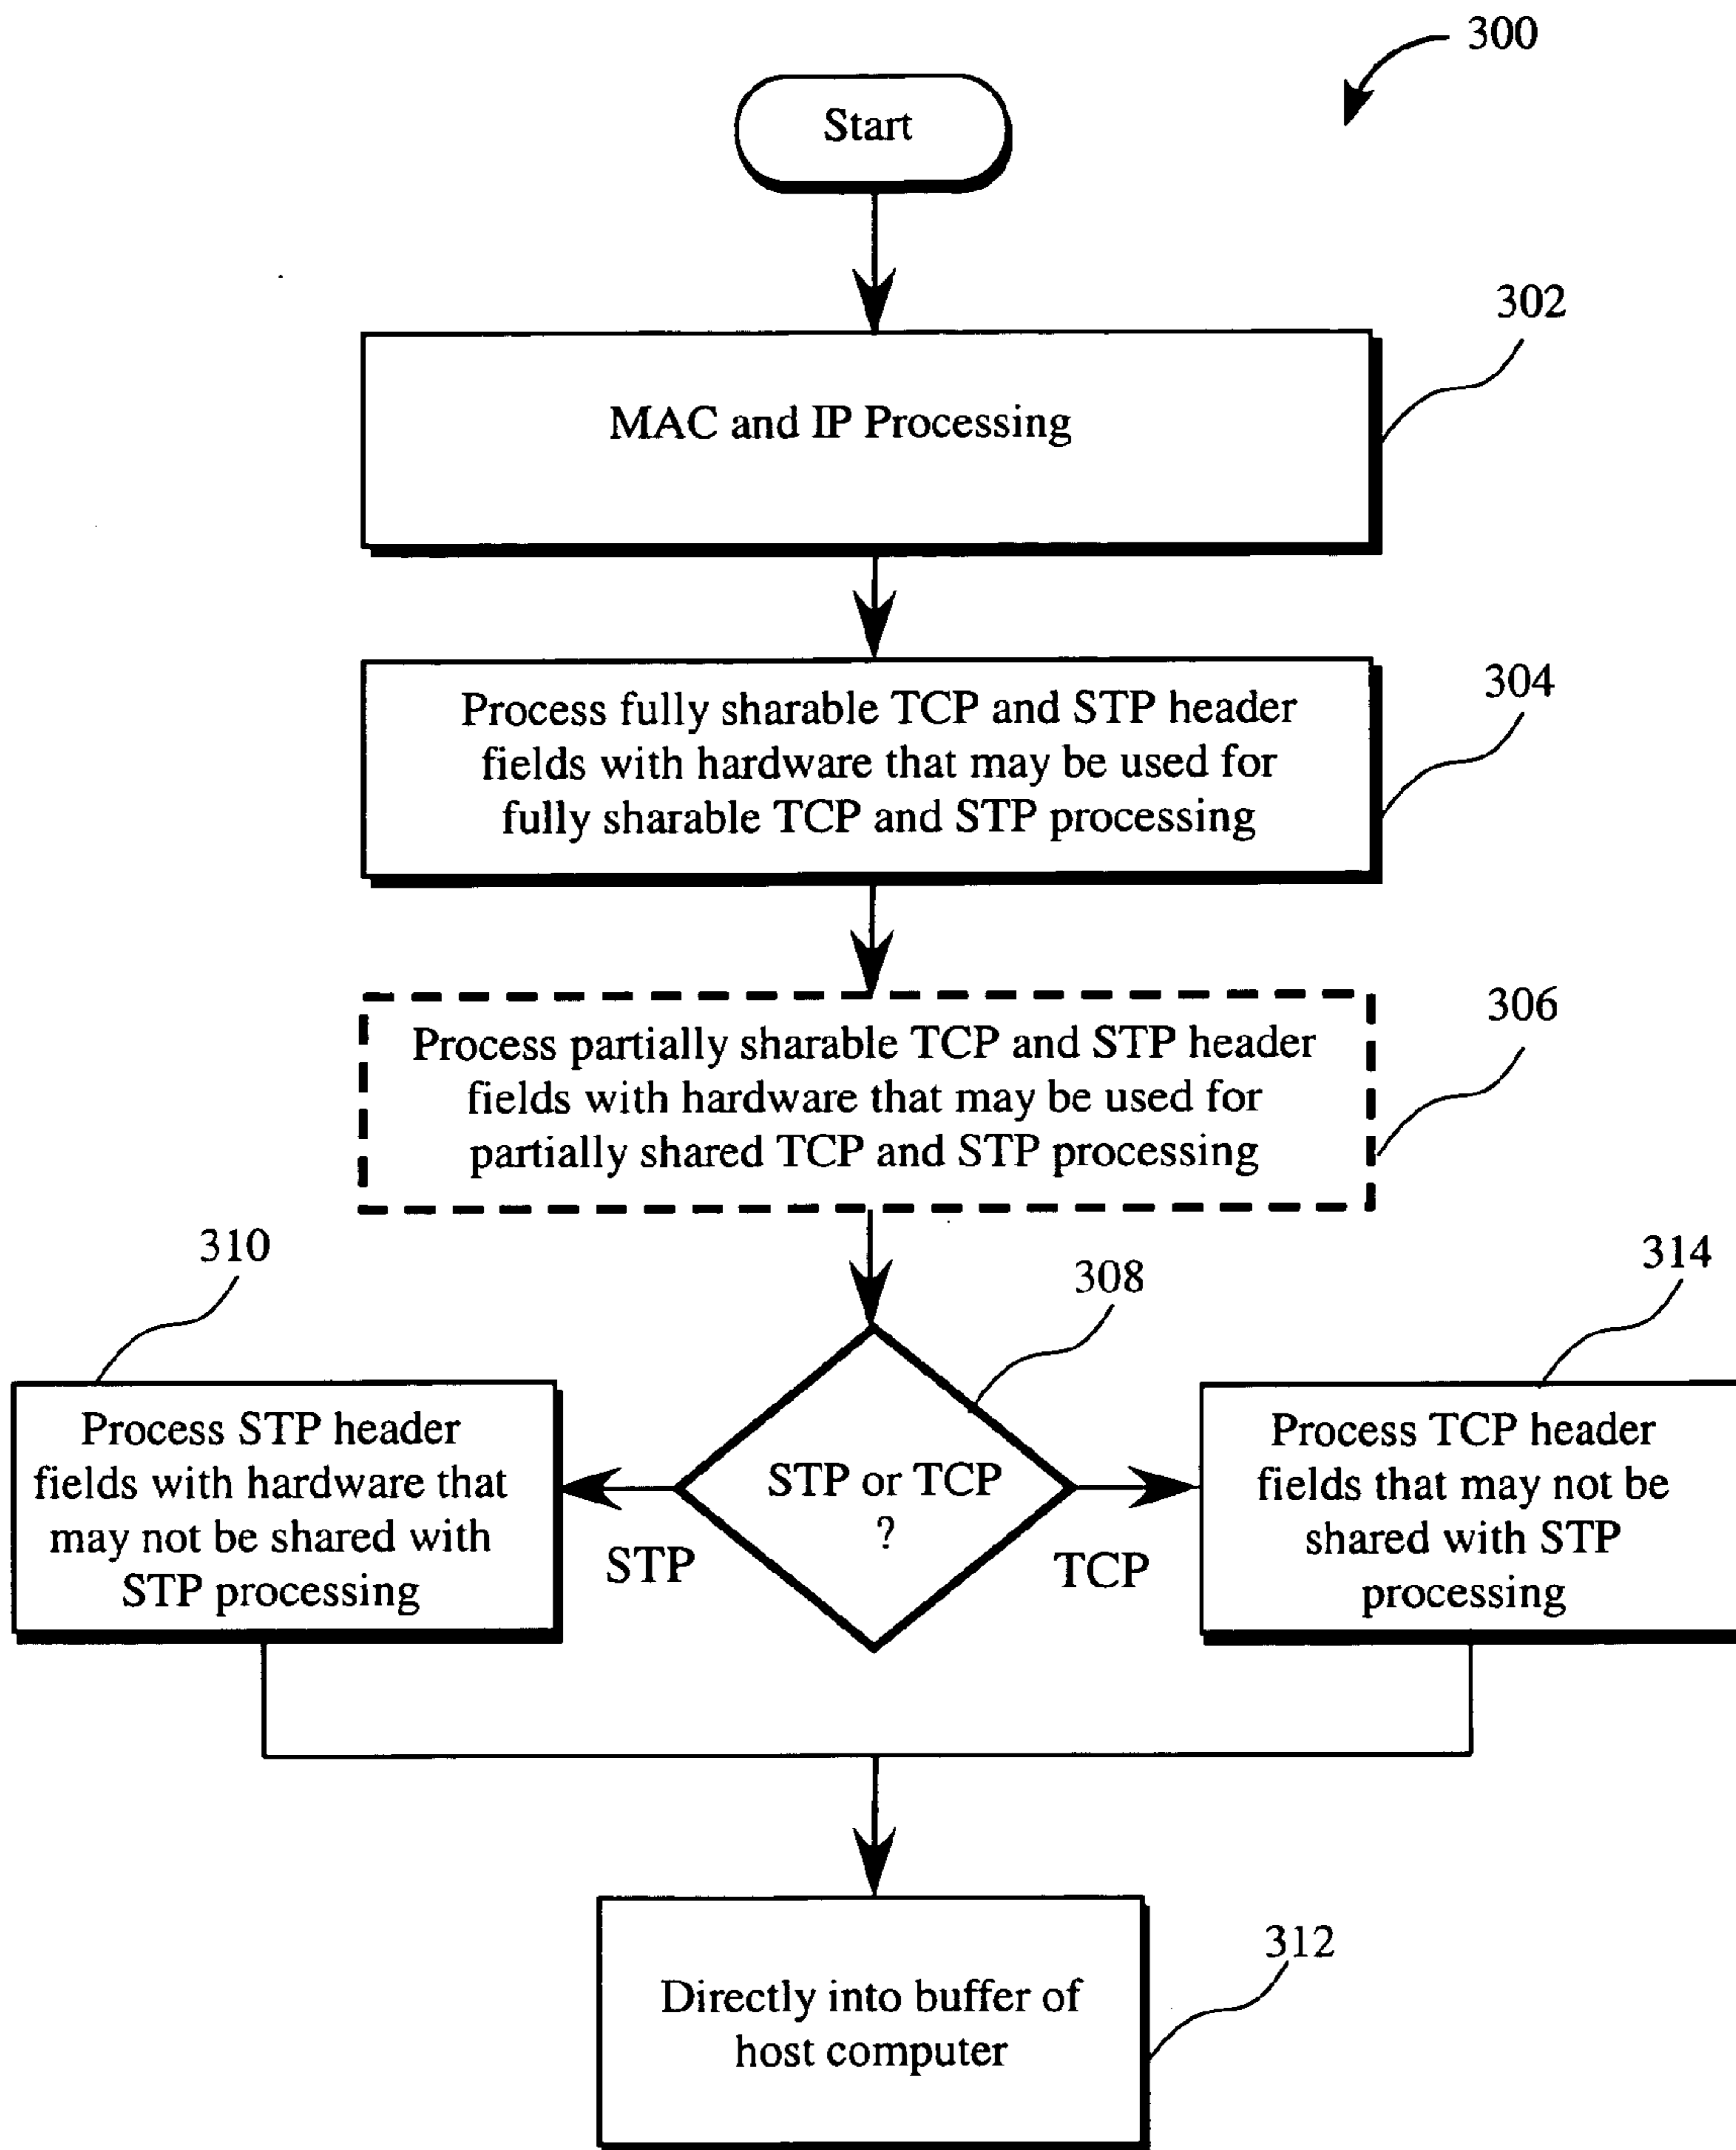 300
Start
302
MAC and IP Processing
304
Process fully sharable TCP and STP header
fields with hardware that may be used for
fully sharable TCP and STP processing
306
Process partially sharable TCP and STP header
fields with hardware that may be used for
partially shared TCP and STP processing
310
308
314
Process STP header
fields with hardware that
may not be shared with
STP processing
STP or TCP
?
STP
TCP
Process TCP header
fields that may not be
shared with STP
processing
312
Directly into buffer of
host computer